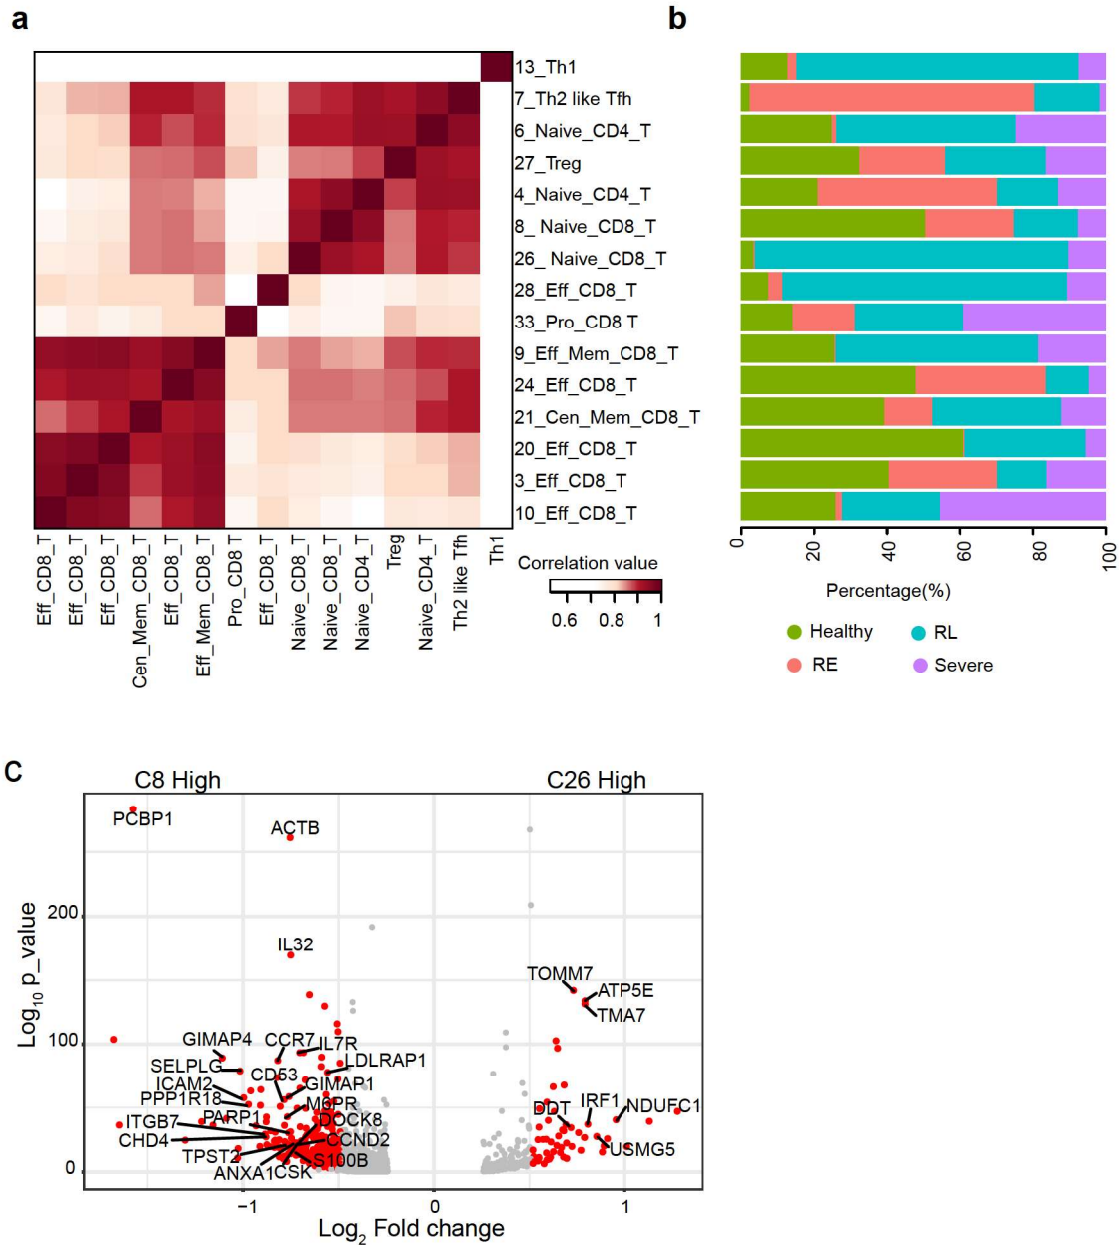 a
b
13_Th1
7_Th2 like Tfh
6_Naive_CD4_T
27_Treg
4_Naive_CD4_T
8_ Naive_CD8_T
26_ Naive_CD8_T
28_Eff_CD8_T
33_Pro_CD8 T
9_Eff_Mem_CD8_T
24_Eff_CD8_T
21_Cen_Mem_CD8_T
20_Eff_CD8_T
3_Eff_CD8_T
10_Eff_CD8_T
Eff_CD8_T
Eff_CD8_T
Eff_CD8_T
Cen_Mem_CD8_T
Eff_CD8_T
Eff_Mem_CD8_T
Pro_CD8 T
Eff_CD8_T
Naive_CD8_T
Naive_CD8_T
Naive_CD4_T
Treg
Naive_CD4_T
Th2 like Tfh
Th1
Correlation value
0.6 0.8 1
0 20 40 60 80 100
Percentage(%)
Healthy RL
RE Severe
c
C8 High C26 High
PCBP1
ACTB
IL32
TOMM7
ATP5E
TMA7
GIMAP4
CCR7
IL7R
LDLRAP1
SELPLG
CD53
ICAM2
GIMAP1
PPP1R18
M6PR
ITGB7
PARP1
DOCK8
CHD4
CCND2
TPST2
S100B
ANXA1
CSK
DDT
IRF1
NDUFC1
USMG5
200
100
0
Log10 p_value
−1 0 1
Log2 Fold change